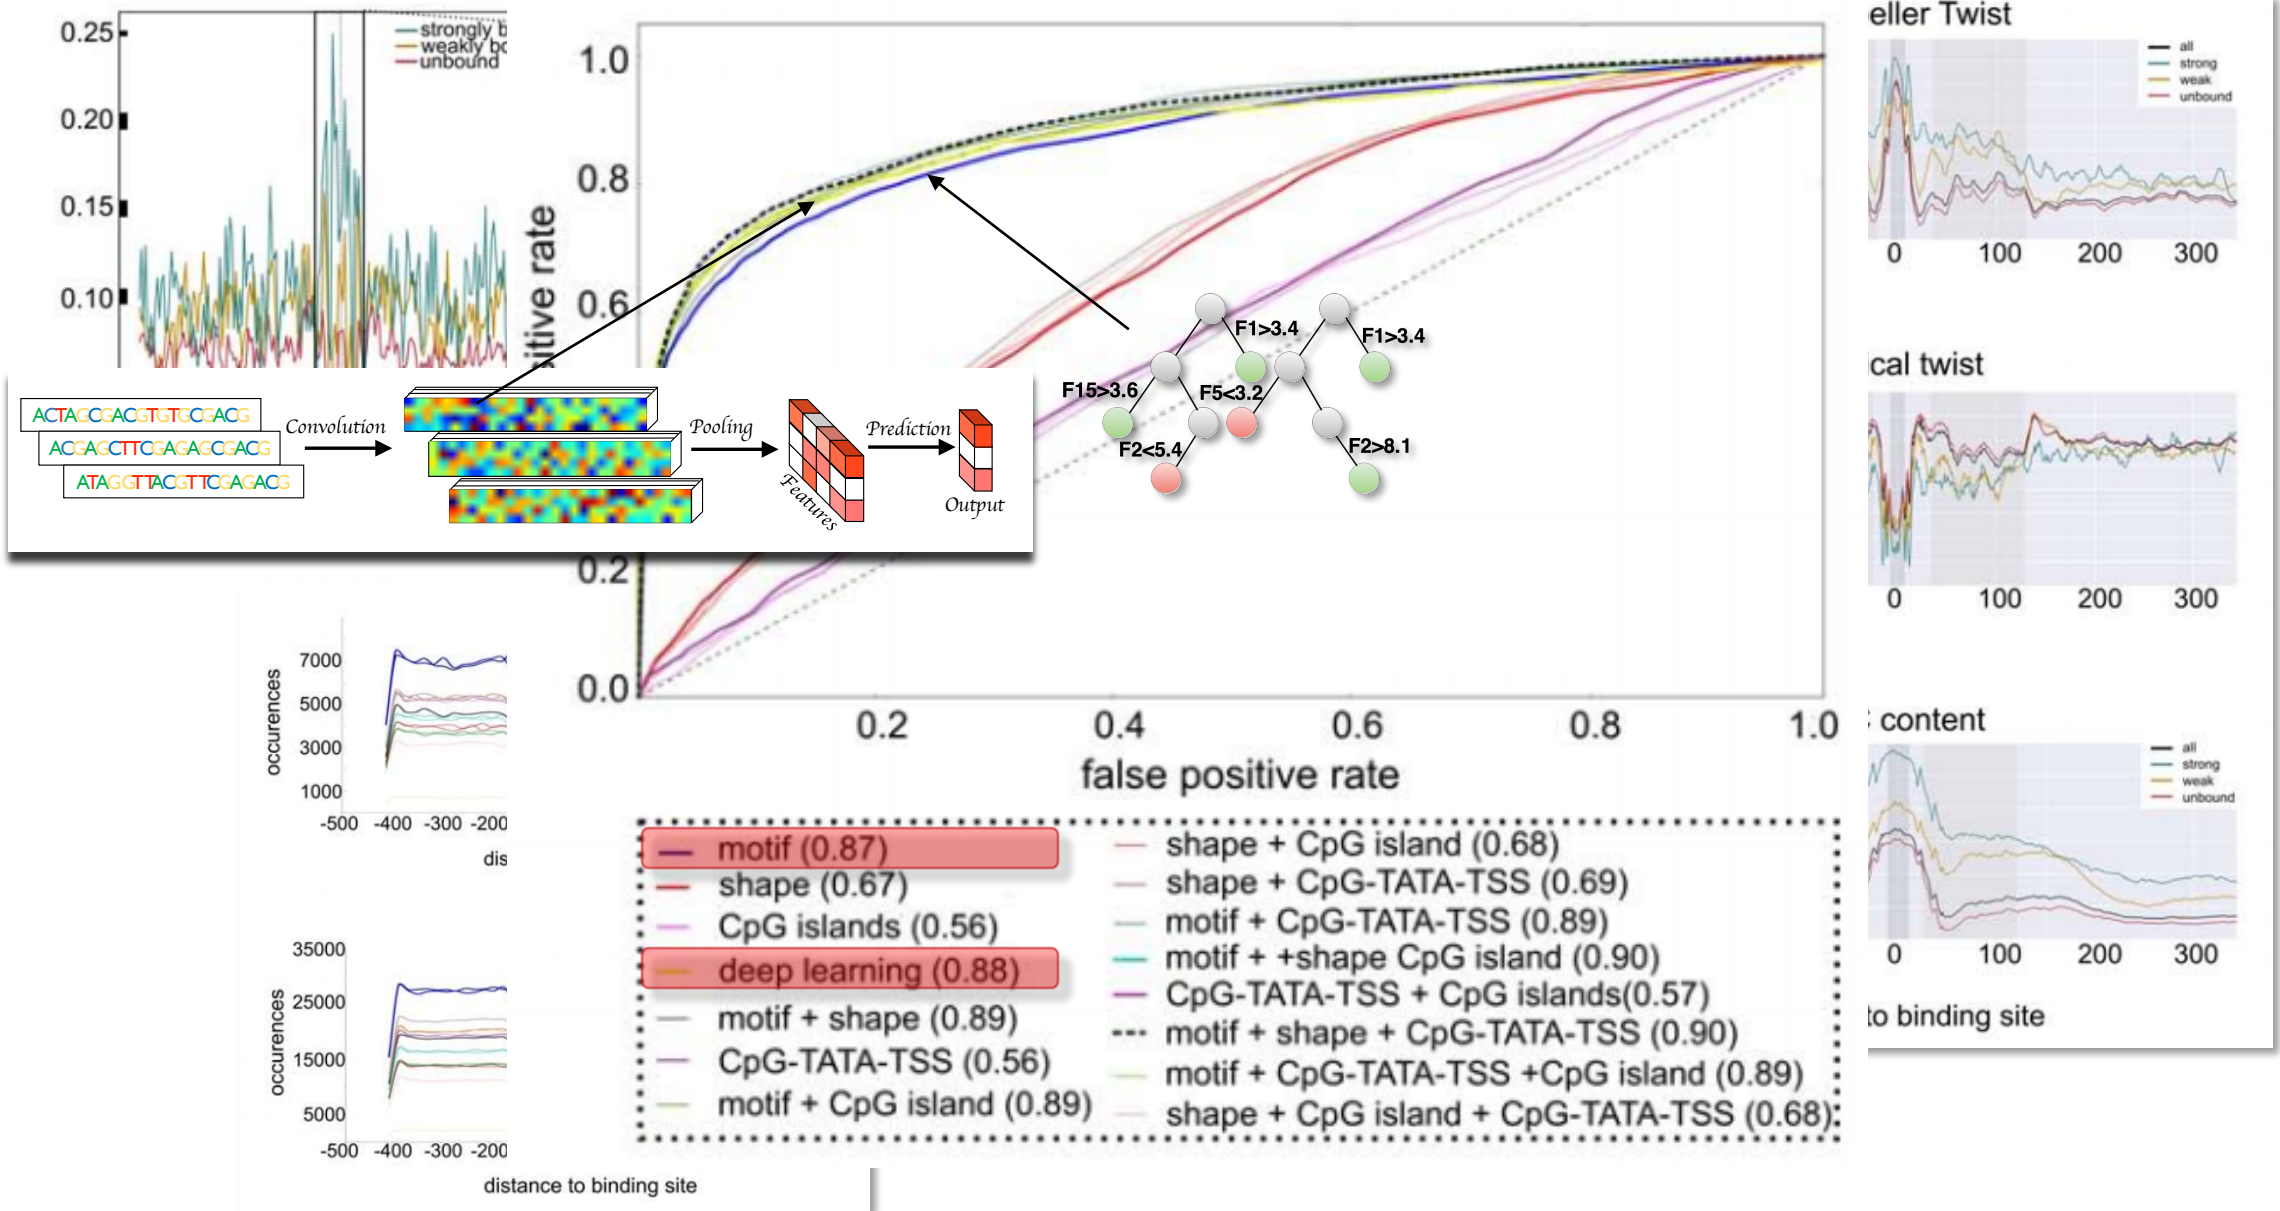 0.25
0.20
0.15
0.10
strongly b
weakly bo
unbound
1.0
0.8
0.6
0.2
0.0
itive rate
0.2
0.4
0.6
0.8
1.0
false positive rate
ACTAGCGACGTGTGCGACG
ACGAGCTTCGAGAGCGACG
ATAGGTTACGTTCGAGACG
Convolution
Pooling
Features
Prediction
Output
F1>3.4
F15>3.6
F2<5.4
F1>3.4
F5<3.2
F2>8.1
motif (0.87)
shape (0.67)
CpG islands (0.56)
deep learning (0.88)
motif + shape (0.89)
CpG-TATA-TSS (0.56)
motif + CpG island (0.89)
shape + CpG island (0.68)
shape + CpG-TATA-TSS (0.69)
motif + CpG-TATA-TSS (0.89)
motif + +shape CpG island (0.90)
CpG-TATA-TSS + CpG islands(0.57)
motif + shape + CpG-TATA-TSS (0.90)
motif + CpG-TATA-TSS +CpG island (0.89)
shape + CpG island + CpG-TATA-TSS (0.68)
occurences
7000
5000
3000
1000
-500 -400 -300 -200
dis
occurences
35000
25000
15000
5000
-500 -400 -300 -200
distance to binding site
eller Twist
all
strong
weak
unbound
0 100 200 300
cal twist
0 100 200 300
content
all
strong
weak
unbound
0 100 200 300
to binding site